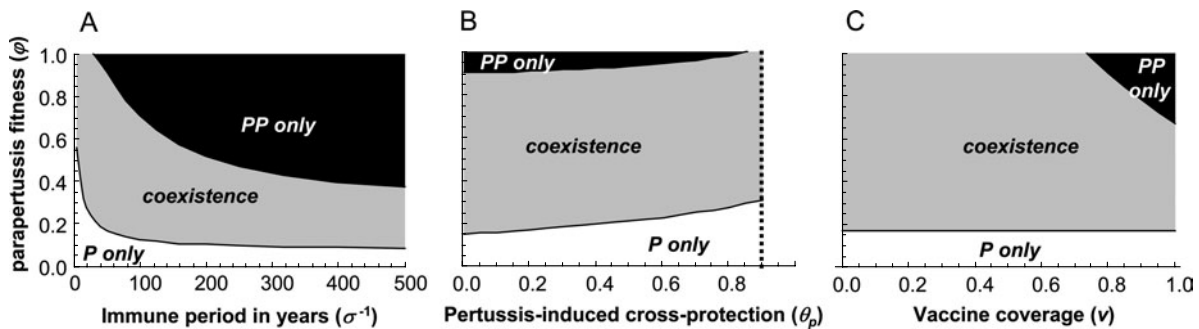 A
B
C
parapertussis fitness (φ)
1.0
0.8
0.6
0.4
0.2
0.0
PP only
coexistence
P only
0 100 200 300 400 500
Immune period in years (σ⁻¹)
PP only
coexistence
P only
0.0 0.2 0.4 0.6 0.8
Pertussis-induced cross-protection (θp)
PP
only
coexistence
P only
0.0 0.2 0.4 0.6 0.8 1.0
Vaccine coverage (v)